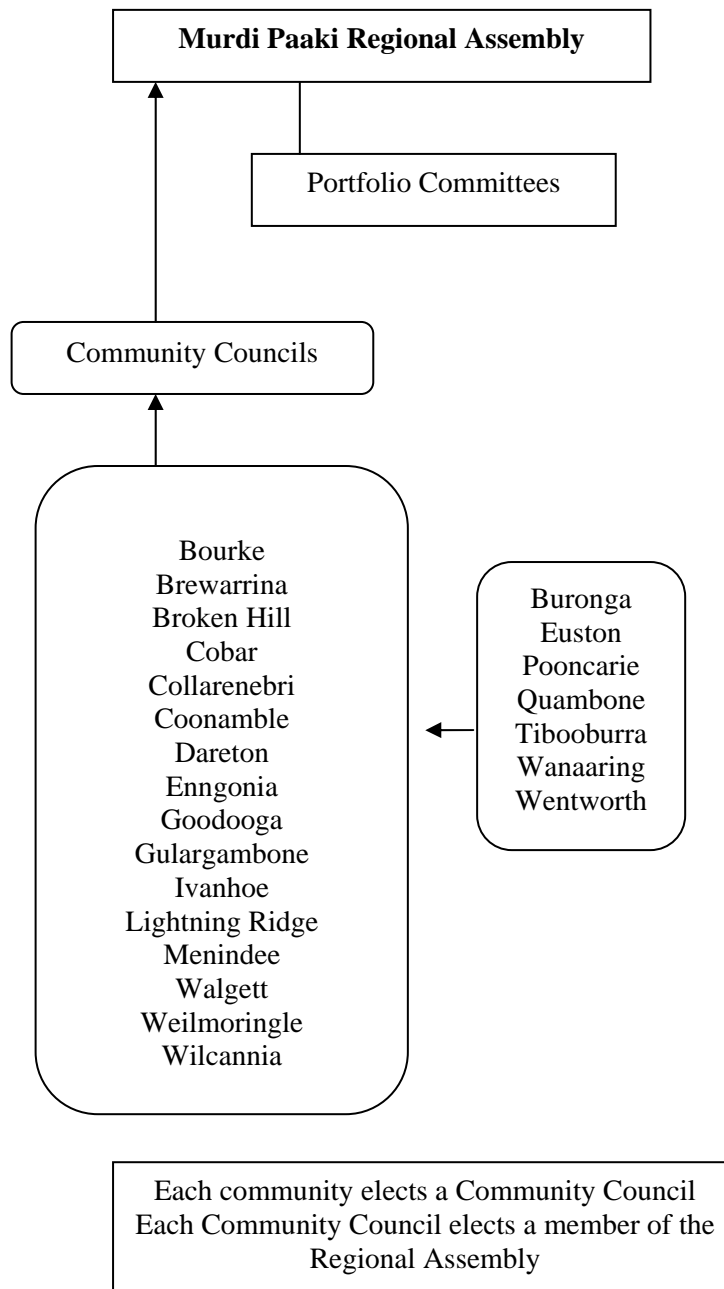 Murdi Paaki Regional Assembly
Portfolio Committees
Community Councils
Bourke
Brewarrina
Broken Hill
Cobar
Collarenebri
Coonamble
Dareton
Enngonia
Goodooga
Gulargambone
Ivanhoe
Lightning Ridge
Menindee
Walgett
Weilmoringle
Wilcannia
Buronga
Euston
Pooncarie
Quambone
Tibooburra
Wanaaring
Wentworth
Each community elects a Community Council
Each Community Council elects a member of the
Regional Assembly